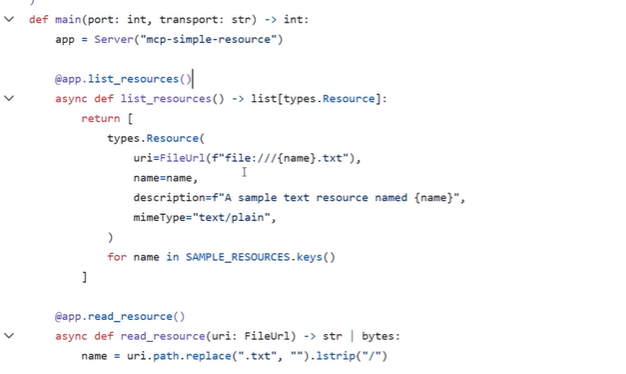 )
def main(port: int, transport: str) -> int:
    app = Server("mcp-simple-resource")
    @app.list_resources()
    async def list_resources() -> list[types.Resource]:
        return [
            types.Resource(
                uri=FileUrl(f"file:///{name}.txt"),
                name=name,
                description=f"A sample text resource named {name}",
                mimeType="text/plain",
            )
            for name in SAMPLE_RESOURCES.keys()
        ]
    @app.read_resource()
    async def read_resource(uri: FileUrl) -> str | bytes:
        name = uri.path.replace(".txt", "").lstrip("/")